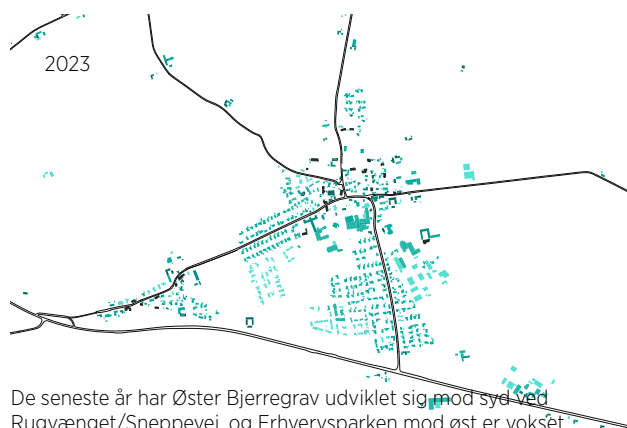 2023
De seneste år har Øster Bjerregrav udviklet sig mod syd ved
Rugvænget/Sneppevej, og Erhvervsparken mod øst er vokset